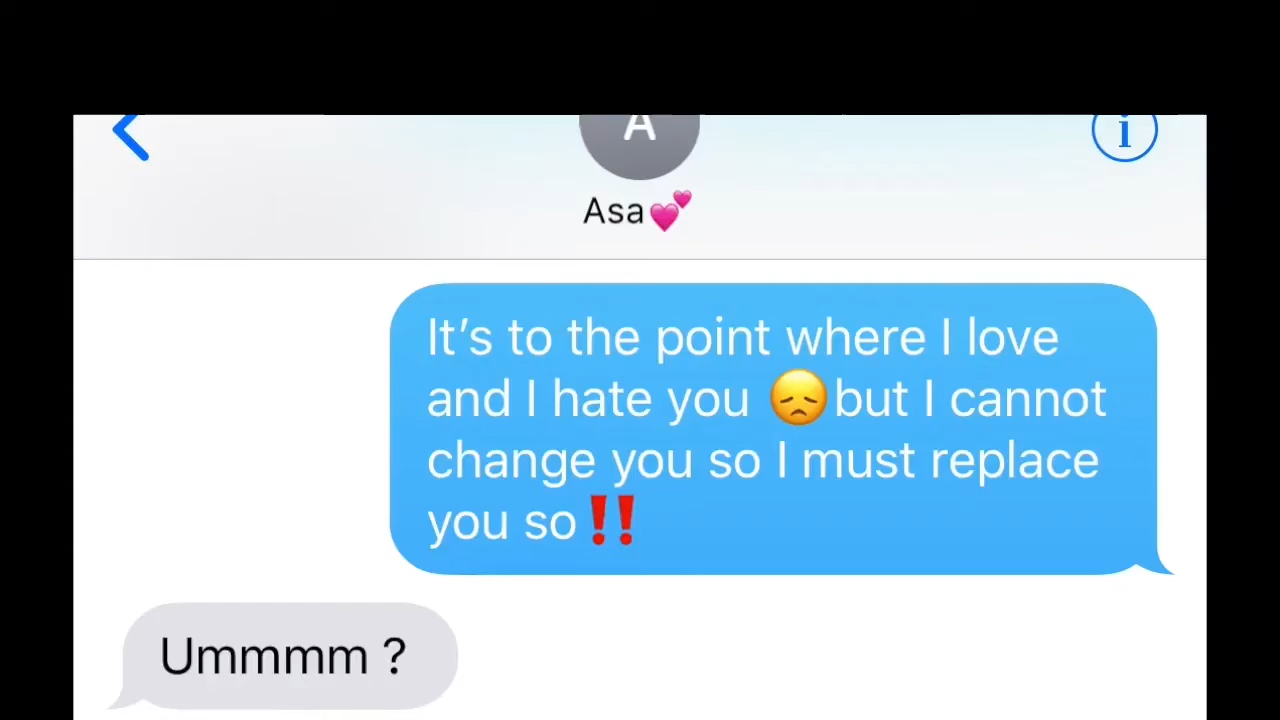 A
i
Asa💕
It’s to the point where I love
and I hate you 😞but I cannot
change you so I must replace
you so‼️
Ummmm ?